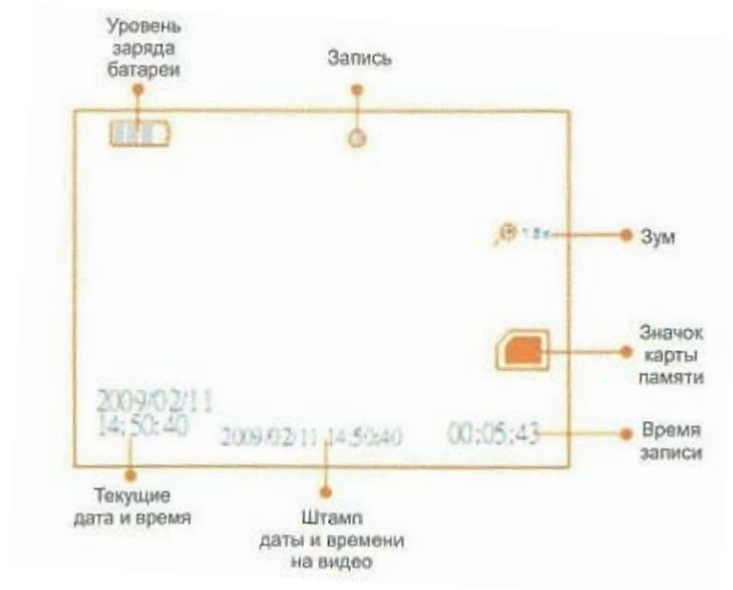 Уровень
заряда
батареи
Запись
Зум
Значок
карты
памяти
2009/02/11
14:50:40
2009/02/11 14:50:40
00:05:43
Время
записи
Текущие
дата и время
Штамп
даты и времени
на видео